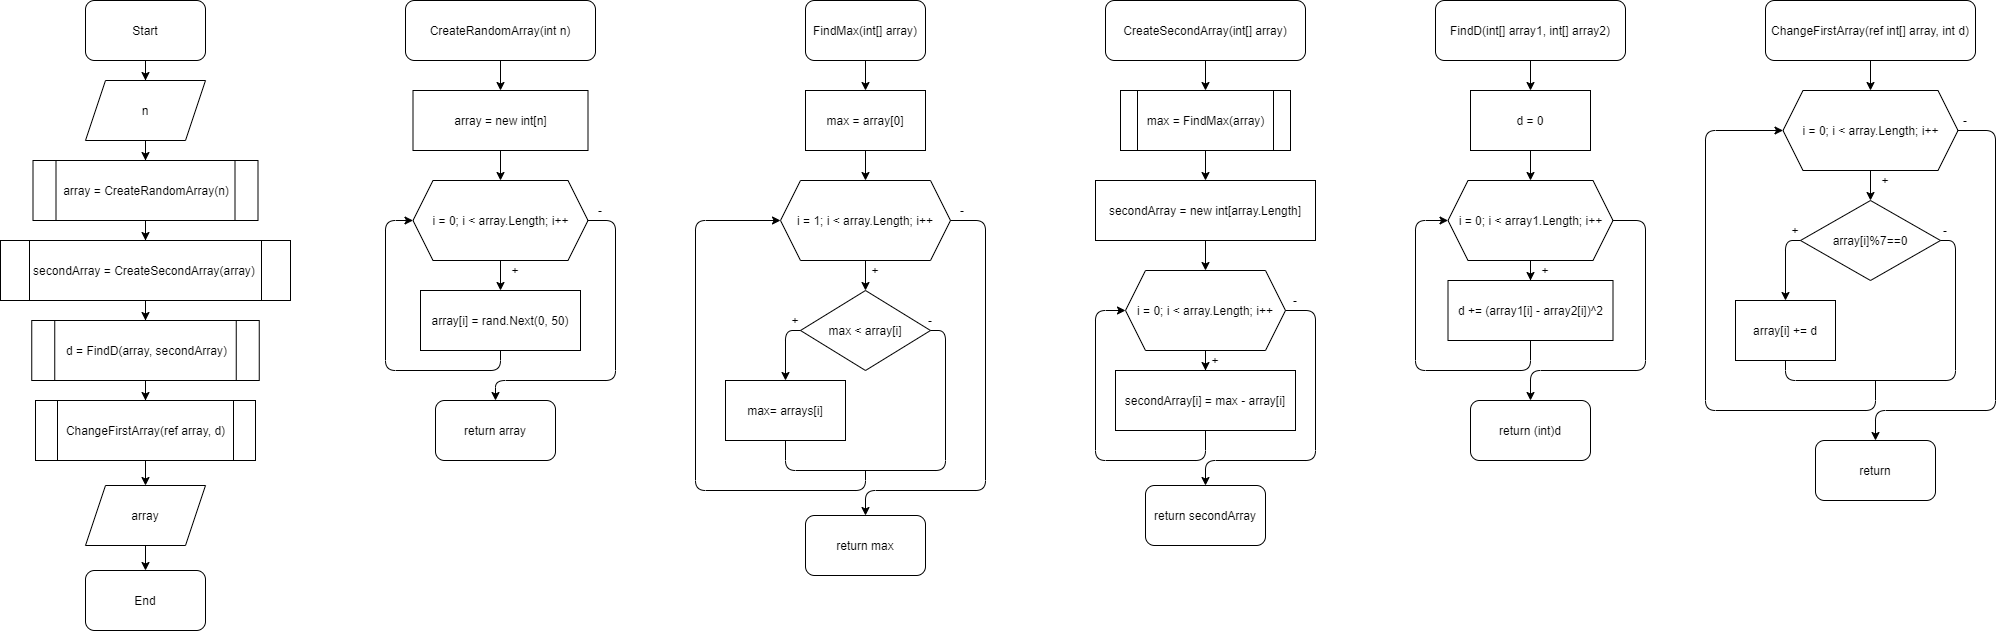 Start
n
array = CreateRandomArray(n)
secondArray = CreateSecondArray(array)
d = FindD(array, secondArray)
ChangeFirstArray(ref array, d)
array
End
CreateRandomArray(int n)
array = new int[n]
i = 0; i < array.Length; i++
-
+
array[i] = rand.Next(0, 50)
return array
FindMax(int[] array)
max = array[0]
i = 1; i < array.Length; i++
-
+
max < array[i]
+
-
max= arrays[i]
return max
CreateSecondArray(int[] array)
max = FindMax(array)
secondArray = new int[array.Length]
i = 0; i < array.Length; i++
-
+
secondArray[i] = max - array[i]
return secondArray
FindD(int[] array1, int[] array2)
d = 0
i = 0; i < array1.Length; i++
+
d += (array1[i] - array2[i])^2
return (int)d
ChangeFirstArray(ref int[] array, int d)
i = 0; i < array.Length; i++
-
+
array[i]%7==0
+
-
array[i] += d
return